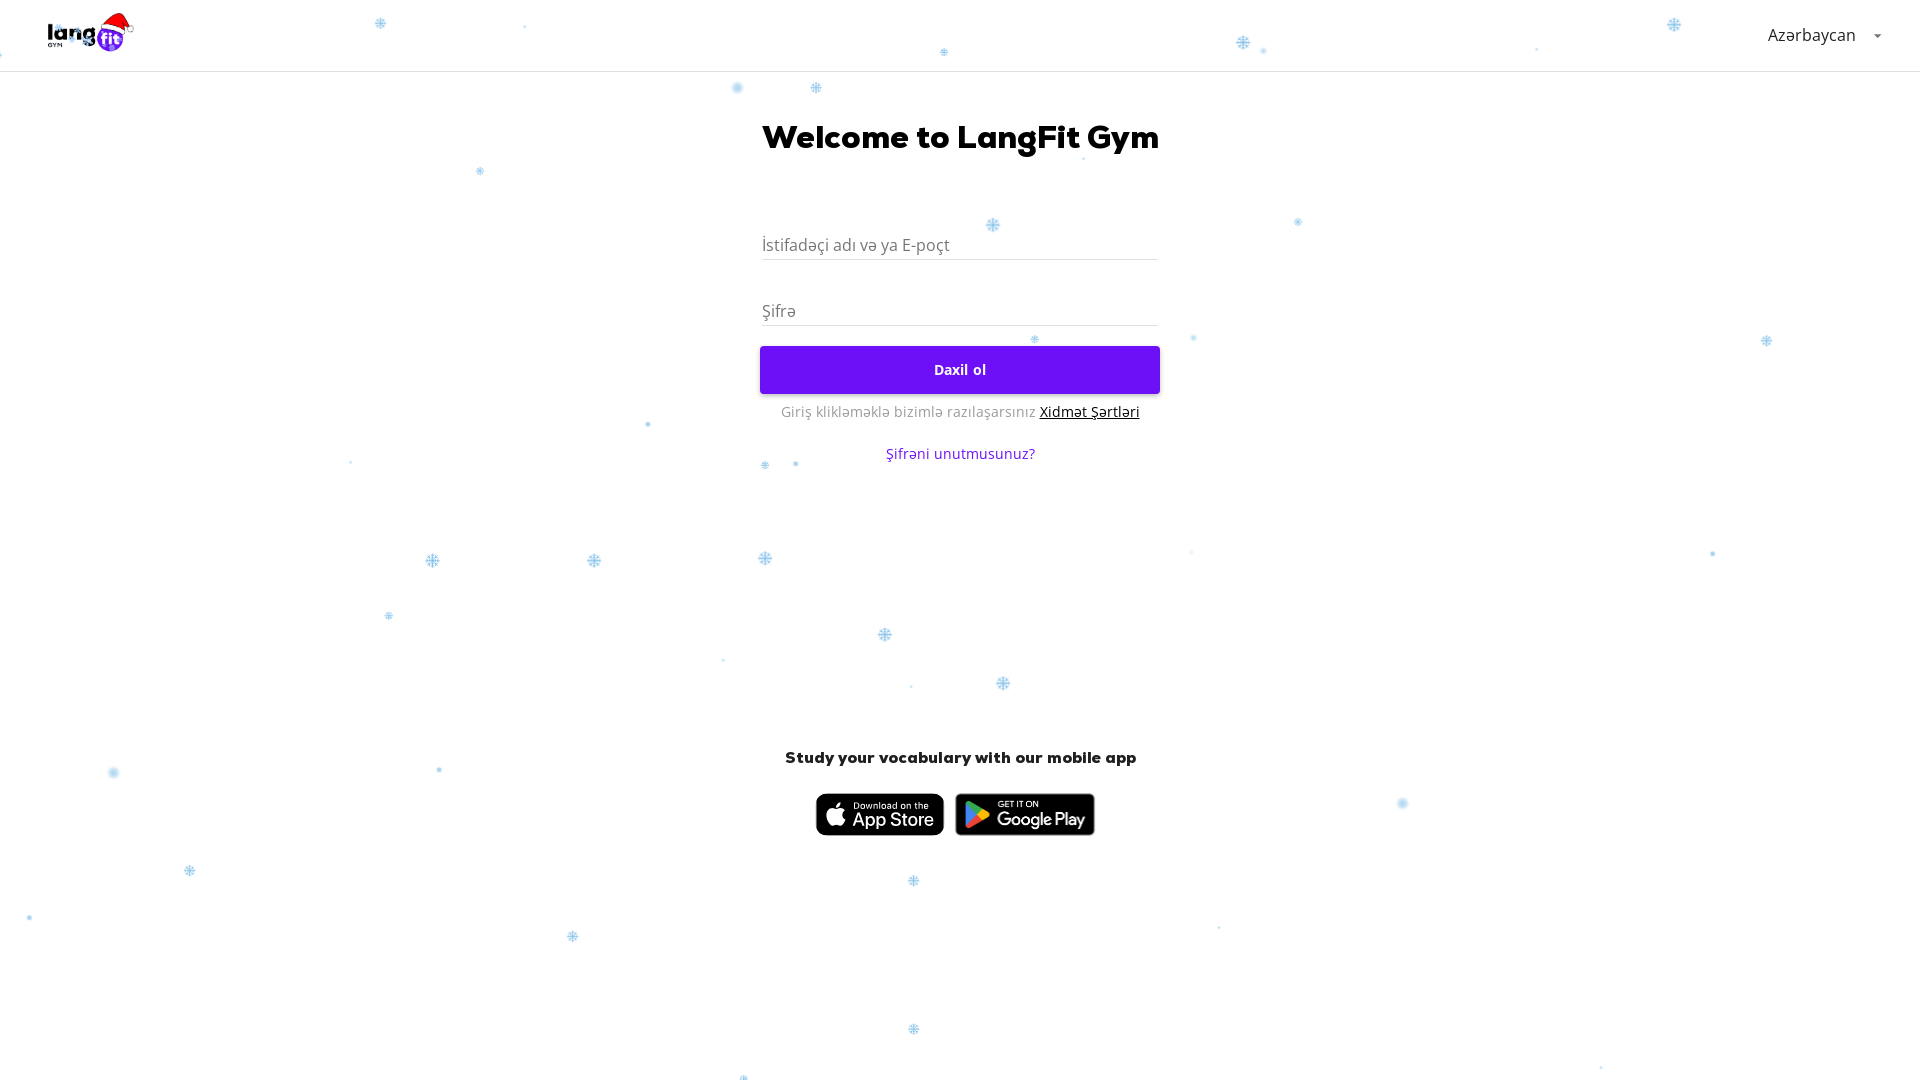 lang fit
GYM
Azərbaycan
Welcome to LangFit Gym
İstifadəçi adı və ya E-poçt
Şifrə
Daxil ol
Giriş klikləməklə bizimlə razılaşarsınız Xidmət Şərtləri
Şifrəni unutmusunuz?
Study your vocabulary with our mobile app
Download on the
App Store
GET IT ON
Google Play